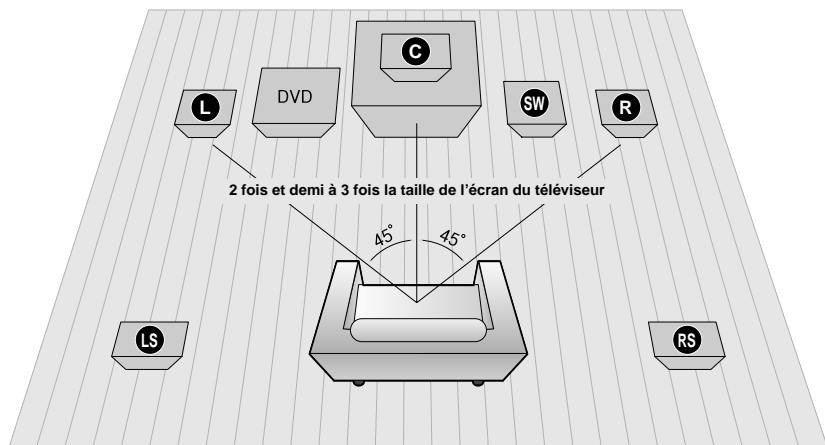 C
L
DVD
SW
R
2 fois et demi à 3 fois la taille de l’écran du téléviseur
45°
45°
LS
RS